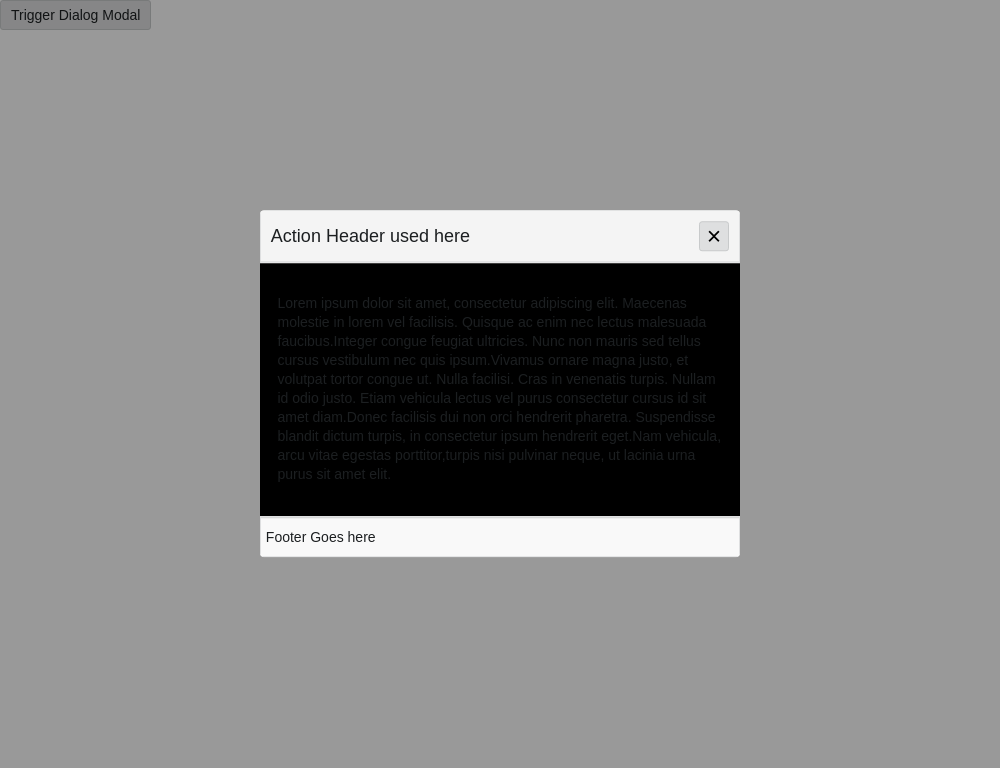 Trigger Dialog Modal
Action Header used here
Lorem ipsum dolor sit amet, consectetur adipiscing elit. Maecenas
molestie in lorem vel facilisis. Quisque ac enim nec lectus malesuada
faucibus.Integer congue feugiat ultricies. Nunc non mauris sed tellus
cursus vestibulum nec quis ipsum.Vivamus ornare magna justo, et
volutpat tortor congue ut. Nulla facilisi. Cras in venenatis turpis. Nullam
id odio justo. Etiam vehicula lectus vel purus consectetur cursus id sit
amet diam.Donec facilisis dui non orci hendrerit pharetra. Suspendisse
blandit dictum turpis, in consectetur ipsum hendrerit eget.Nam vehicula,
arcu vitae egestas porttitor,turpis nisi pulvinar neque, ut lacinia urna
purus sit amet elit.
Footer Goes here